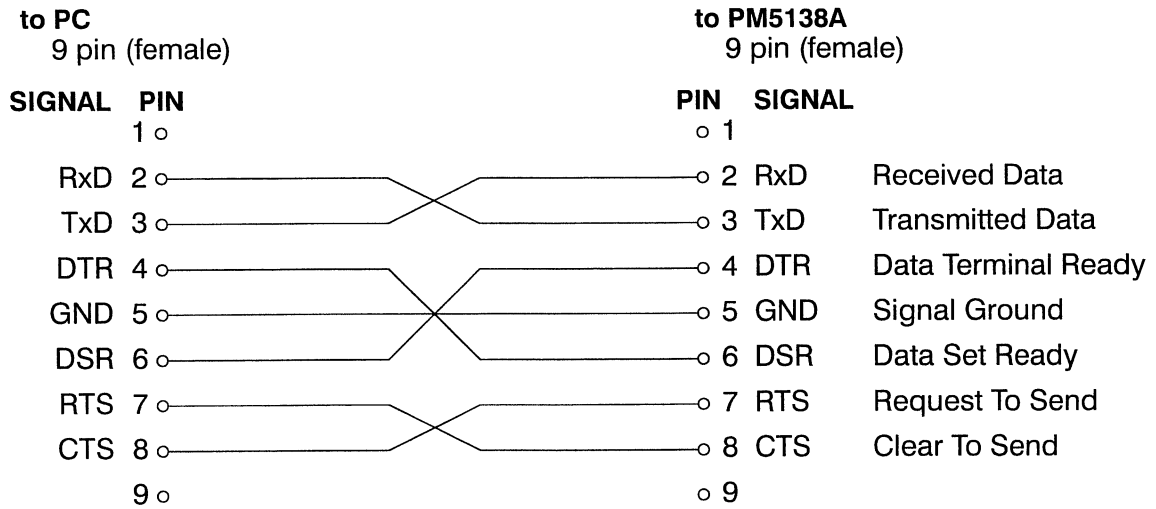 to PC to PM5138A
9 pin (female) 9 pin (female)
SIGNAL PIN PIN SIGNAL
1 1
RxD 2 2 RxD Received Data
TxD 3 3 TxD Transmitted Data
DTR 4 4 DTR Data Terminal Ready
GND 5 5 GND Signal Ground
DSR 6 6 DSR Data Set Ready
RTS 7 7 RTS Request To Send
CTS 8 8 CTS Clear To Send
9 9